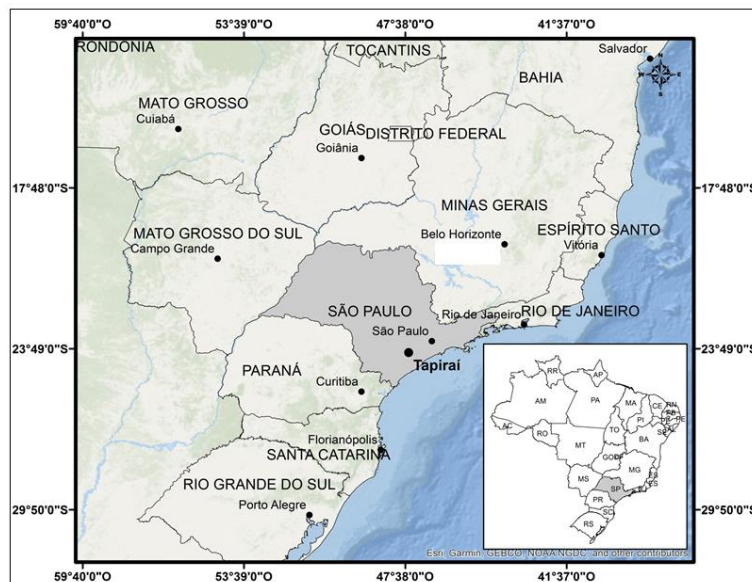 59°40'0"O 53°39'0"O 47°38'0"O 41°37'0"O
RONDÔNIA
TOCANTINS
Salvador
N
W E
S
BAHIA
MATO GROSSO
Cuiabá
GOIÁS
DISTRITO FEDERAL
Goiânia
17°48'0"S 17°48'0"S
MINAS GERAIS
Belo Horizonte
ESPÍRITO SANTO
Vitória
MATO GROSSO DO SUL
Campo Grande
SÃO PAULO
Rio de Janeiro
RIO DE JANEIRO
São Paulo
23°49'0"S 23°49'0"S
Tapiraí
PARANÁ
Curitiba
Florianópolis
SANTA CATARINA
RIO GRANDE DO SUL
Porto Alegre
29°50'0"S 29°50'0"S
RR AP
AM PA MA CE RN
PB
PI PE
AC TO AL
RO SE
MT BA
GO DF
MG
MS ES
ES
SP
PR
SC
RS
Esri, Garmin, GEBCO, NOAA NGDC, and other contributors
59°40'0"O 53°39'0"O 47°38'0"O 41°37'0"O